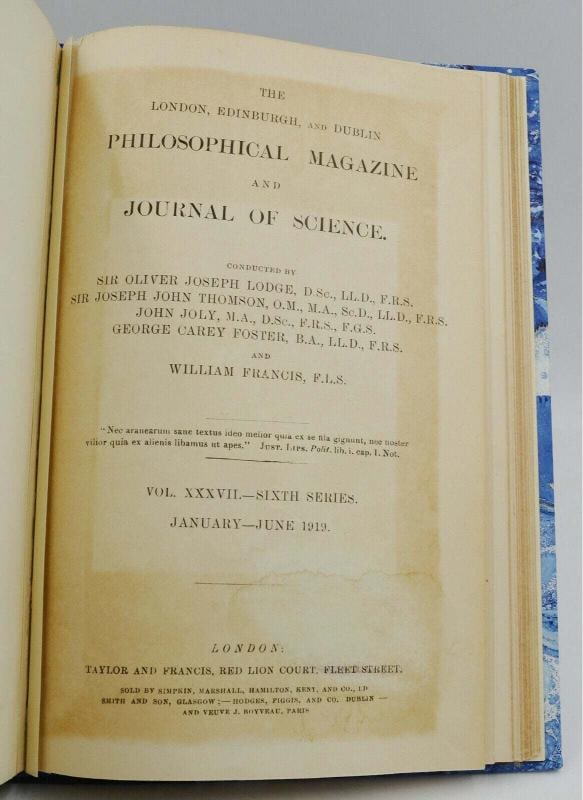 THE
LONDON, EDINBURGH, AND DUBLIN
PHILOSOPHICAL MAGAZINE
AND
JOURNAL OF SCIENCE.
CONDUCTED BY
SIR OLIVER JOSEPH LODGE, D.Sc., LL.D., F.R.S.
SIR JOSEPH JOHN THOMSON, O.M., M.A., Sc.D., LL.D., F.R.S.
JOHN JOLY, M.A., D.Sc., F.R.S., F.G.S.
GEORGE CAREY FOSTER, B.A., LL.D., F.R.S.
AND
WILLIAM FRANCIS, F.L.S.
"Nec aranearum sane textus ideo melior quia ex se fila gignunt, nec noster
vilior quia ex alienis libamus ut apes." JUST. LIPS. Polit. lib. i. cap. 1. Not.
VOL. XXXVII.—SIXTH SERIES.
JANUARY—JUNE 1919.
LONDON:
TAYLOR AND FRANCIS, RED LION COURT, FLEET STREET.
SOLD BY SIMPKIN, MARSHALL, HAMILTON, KENT, AND CO., LD
SMITH AND SON, GLASGOW;—HODGES, FIGGIS, AND CO. DUBLIN—
AND VEUVE J. BOYVEAU, PARIS